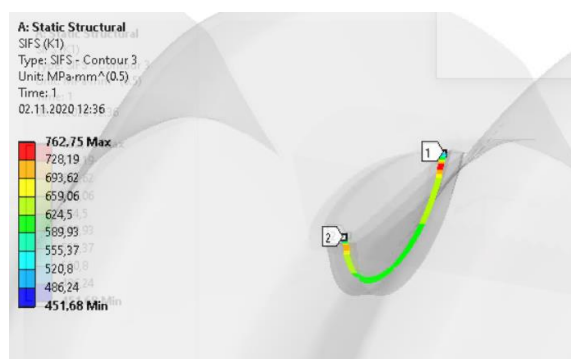 A: Static Structural
SIFS (K1)
Type: SIFS - Contour 3
Unit: MPa·mm^(0.5)
Time: 1
02.11.2020 12:36
762,75 Max
728,19
693,62
659,06
624,5
589,93
555,37
520,8
486,24
451,68 Min
1
2